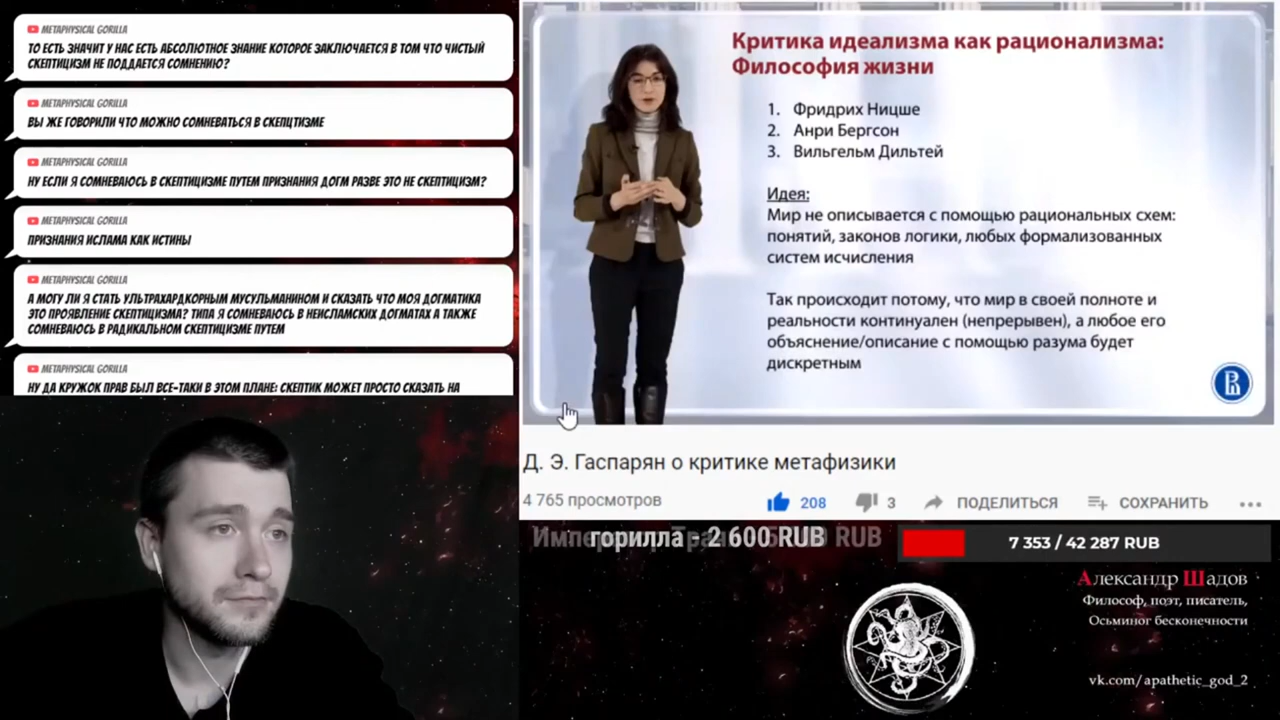 METAPHYSICAL GORILLA
ТО ЕСТЬ ЗНАЧИТ У НАС ЕСТЬ АБСОЛЮТНОЕ ЗНАНИЕ КОТОРОЕ ЗАКЛЮЧАЕТСЯ В ТОМ ЧТО ЧИСТЫЙ
СКЕПТИЦИЗМ НЕ ПОДДАЕТСЯ СОМНЕНИЮ?
METAPHYSICAL GORILLA
ВЫ ЖЕ ГОВОРИЛИ ЧТО МОЖНО СОМНЕВАТЬСЯ В СКЕПЦТИЗМЕ
METAPHYSICAL GORILLA
НУ ЕСЛИ Я СОМНЕВАЮСЬ В СКЕПТИЦИЗМЕ ПУТЕМ ПРИЗНАНИЯ ДОГМ РАЗВЕ ЭТО НЕ СКЕПТИЦИЗМ?
METAPHYSICAL GORILLA
ПРИЗНАНИЯ ИСЛАМА КАК ИСТИНЫ
METAPHYSICAL GORILLA
А МОГУ ЛИ Я СТАТЬ УЛЬТРАХАРДКОРНЫМ МУСУЛЬМАНИНОМ И СКАЗАТЬ ЧТО МОЯ ДОГМАТИКА
ЭТО ПРОЯВЛЕНИЕ СКЕПТИЦИЗМА? ТИПА Я СОМНЕВАЮСЬ В НЕИСЛАМСКИХ ДОГМАТАХ А ТАКЖЕ
СОМНЕВАЮСЬ В РАДИКАЛЬНОМ СКЕПТИЦИЗМЕ ПУТЕМ
METAPHYSICAL GORILLA
НУ ДА КРУЖОК ПРАВ БЫЛ ВСЕ-ТАКИ В ЭТОМ ПЛАНЕ: СКЕПТИК МОЖЕТ ПРОСТО СКАЗАТЬ НА
Критика идеализма как рационализма:
Философия жизни
1. Фридрих Ницше
2. Анри Бергсон
3. Вильгельм Дильтей
Идея:
Мир не описывается с помощью рациональных схем:
понятий, законов логики, любых формализованных
систем исчисления
Так происходит потому, что мир в своей полноте и
реальности континуален (непрерывен), а любое его
объяснение/описание с помощью разума будет
дискретным
Д. Э. Гаспарян о критике метафизики
4 765 просмотров
208
3
ПОДЕЛИТЬСЯ
СОХРАНИТЬ
горилла - 2 600 RUB
RUB
7 353 / 42 287 RUB
Александр Шадов
Философ, поэт, писатель,
Осьминог бесконечности
vk.com/apathetic_god_2